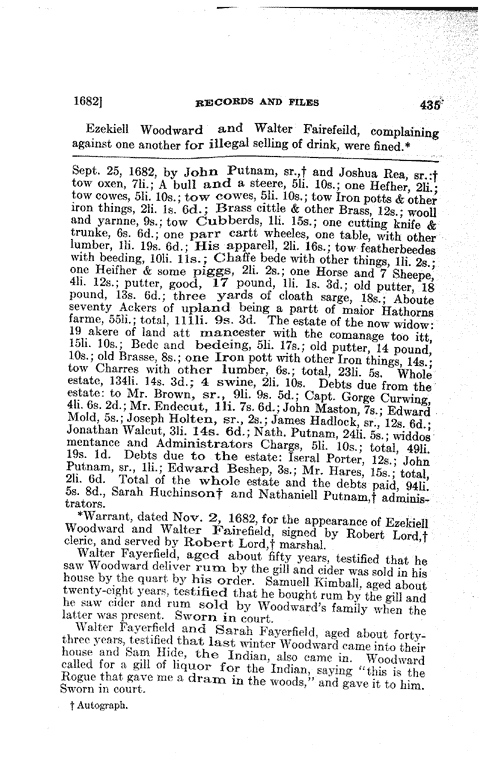 1682] RECORDS AND FILES 435
Ezekiell Woodward and Walter Fairefeild, complaining
against one another for illegal selling of drink, were fined.*
Sept. 25, 1682, by John Putnam, sr.,† and Joshua Rea, sr.:†
tow oxen, 7li.; A bull and a steere, 5li. 10s.; one Hefher, 2li.;
tow cowes, 5li. 10s.; tow cowes, 5li. 10s.; tow Iron potts & other
iron things, 2li. 1s. 6d.; Brass cittle & other Brass, 12s.; wooll
and yarnne, 9s.; tow Cubberds, 1li. 15s.; one cutting knife &
trunke, 6s. 6d.; one parr cartt wheeles, one table, with other
lumber, 1li. 19s. 6d.; His apparell, 2li. 16s.; tow featherbeedes
with beeding, 10li. 11s.; Chaffe bede with other things, 1li. 2s.;
one Heifher & some piggs, 2li. 2s.; one Horse and 7 Sheepe,
4li. 12s.; putter, good, 17 pound, 1li. 1s. 3d.; old putter, 18
pound, 13s. 6d.; three yards of cloath sarge, 18s.; Aboute
seventy Ackers of upland being a partt of maior Hathorns
farme, 55li.; total, 111li. 9s. 3d. The estate of the now widow:
19 akere of land att mancester with the comanage too itt,
15li. 10s.; Bede and bedeing, 5li. 17s.; old putter, 14 pound,
10s.; old Brasse, 8s.; one Iron pott with other Iron things, 14s.;
tow Charres with other lumber, 6s.; total, 23li. 5s. Whole
estate, 134li. 14s. 3d.; 4 swine, 2li. 10s. Debts due from the
estate: to Mr. Brown, sr., 9li. 9s. 5d.; Capt. Gorge Curwing,
4li. 6s. 2d.; Mr. Endecut, 1li. 7s. 6d.; John Maston, 7s.; Edward
Mold, 5s.; Joseph Holten, sr., 2s.; James Hadlock, sr., 12s. 6d.;
Jonathan Walcut, 3li. 14s. 6d.; Nath. Putnam, 24li. 5s.; widdos
mentance and Administrators Chargs, 5li. 10s.; total, 49li.
19s. 1d. Debts due to the estate: Iseral Porter, 12s.; John
Putnam, sr., 1li.; Edward Beshep, 3s.; Mr. Hares, 15s.; total,
2li. 6d. Total of the whole estate and the debts paid, 94li.
5s. 8d., Sarah Huchinson† and Nathaniell Putnam,† adminis-
trators.
*Warrant, dated Nov. 2, 1682, for the appearance of Ezekiell
Woodward and Walter Fairefield, signed by Robert Lord,†
cleric, and served by Robert Lord,† marshal.
Walter Fayerfield, aged about fifty years, testified that he
saw Woodward deliver rum by the gill and cider was sold in his
house by the quart by his order. Samuell Kimball, aged about
twenty-eight years, testified that he bought rum by the gill and
he saw cider and rum sold by Woodward's family when the
latter was present. Sworn in court.
Walter Fayerfield and Sarah Fayerfield, aged about forty-
three years, testified that last winter Woodward came into their
house and Sam Hide, the Indian, also came in. Woodward
called for a gill of liquor for the Indian, saying "this is the
Rogue that gave me a dram in the woods," and gave it to him.
Sworn in court.
† Autograph.